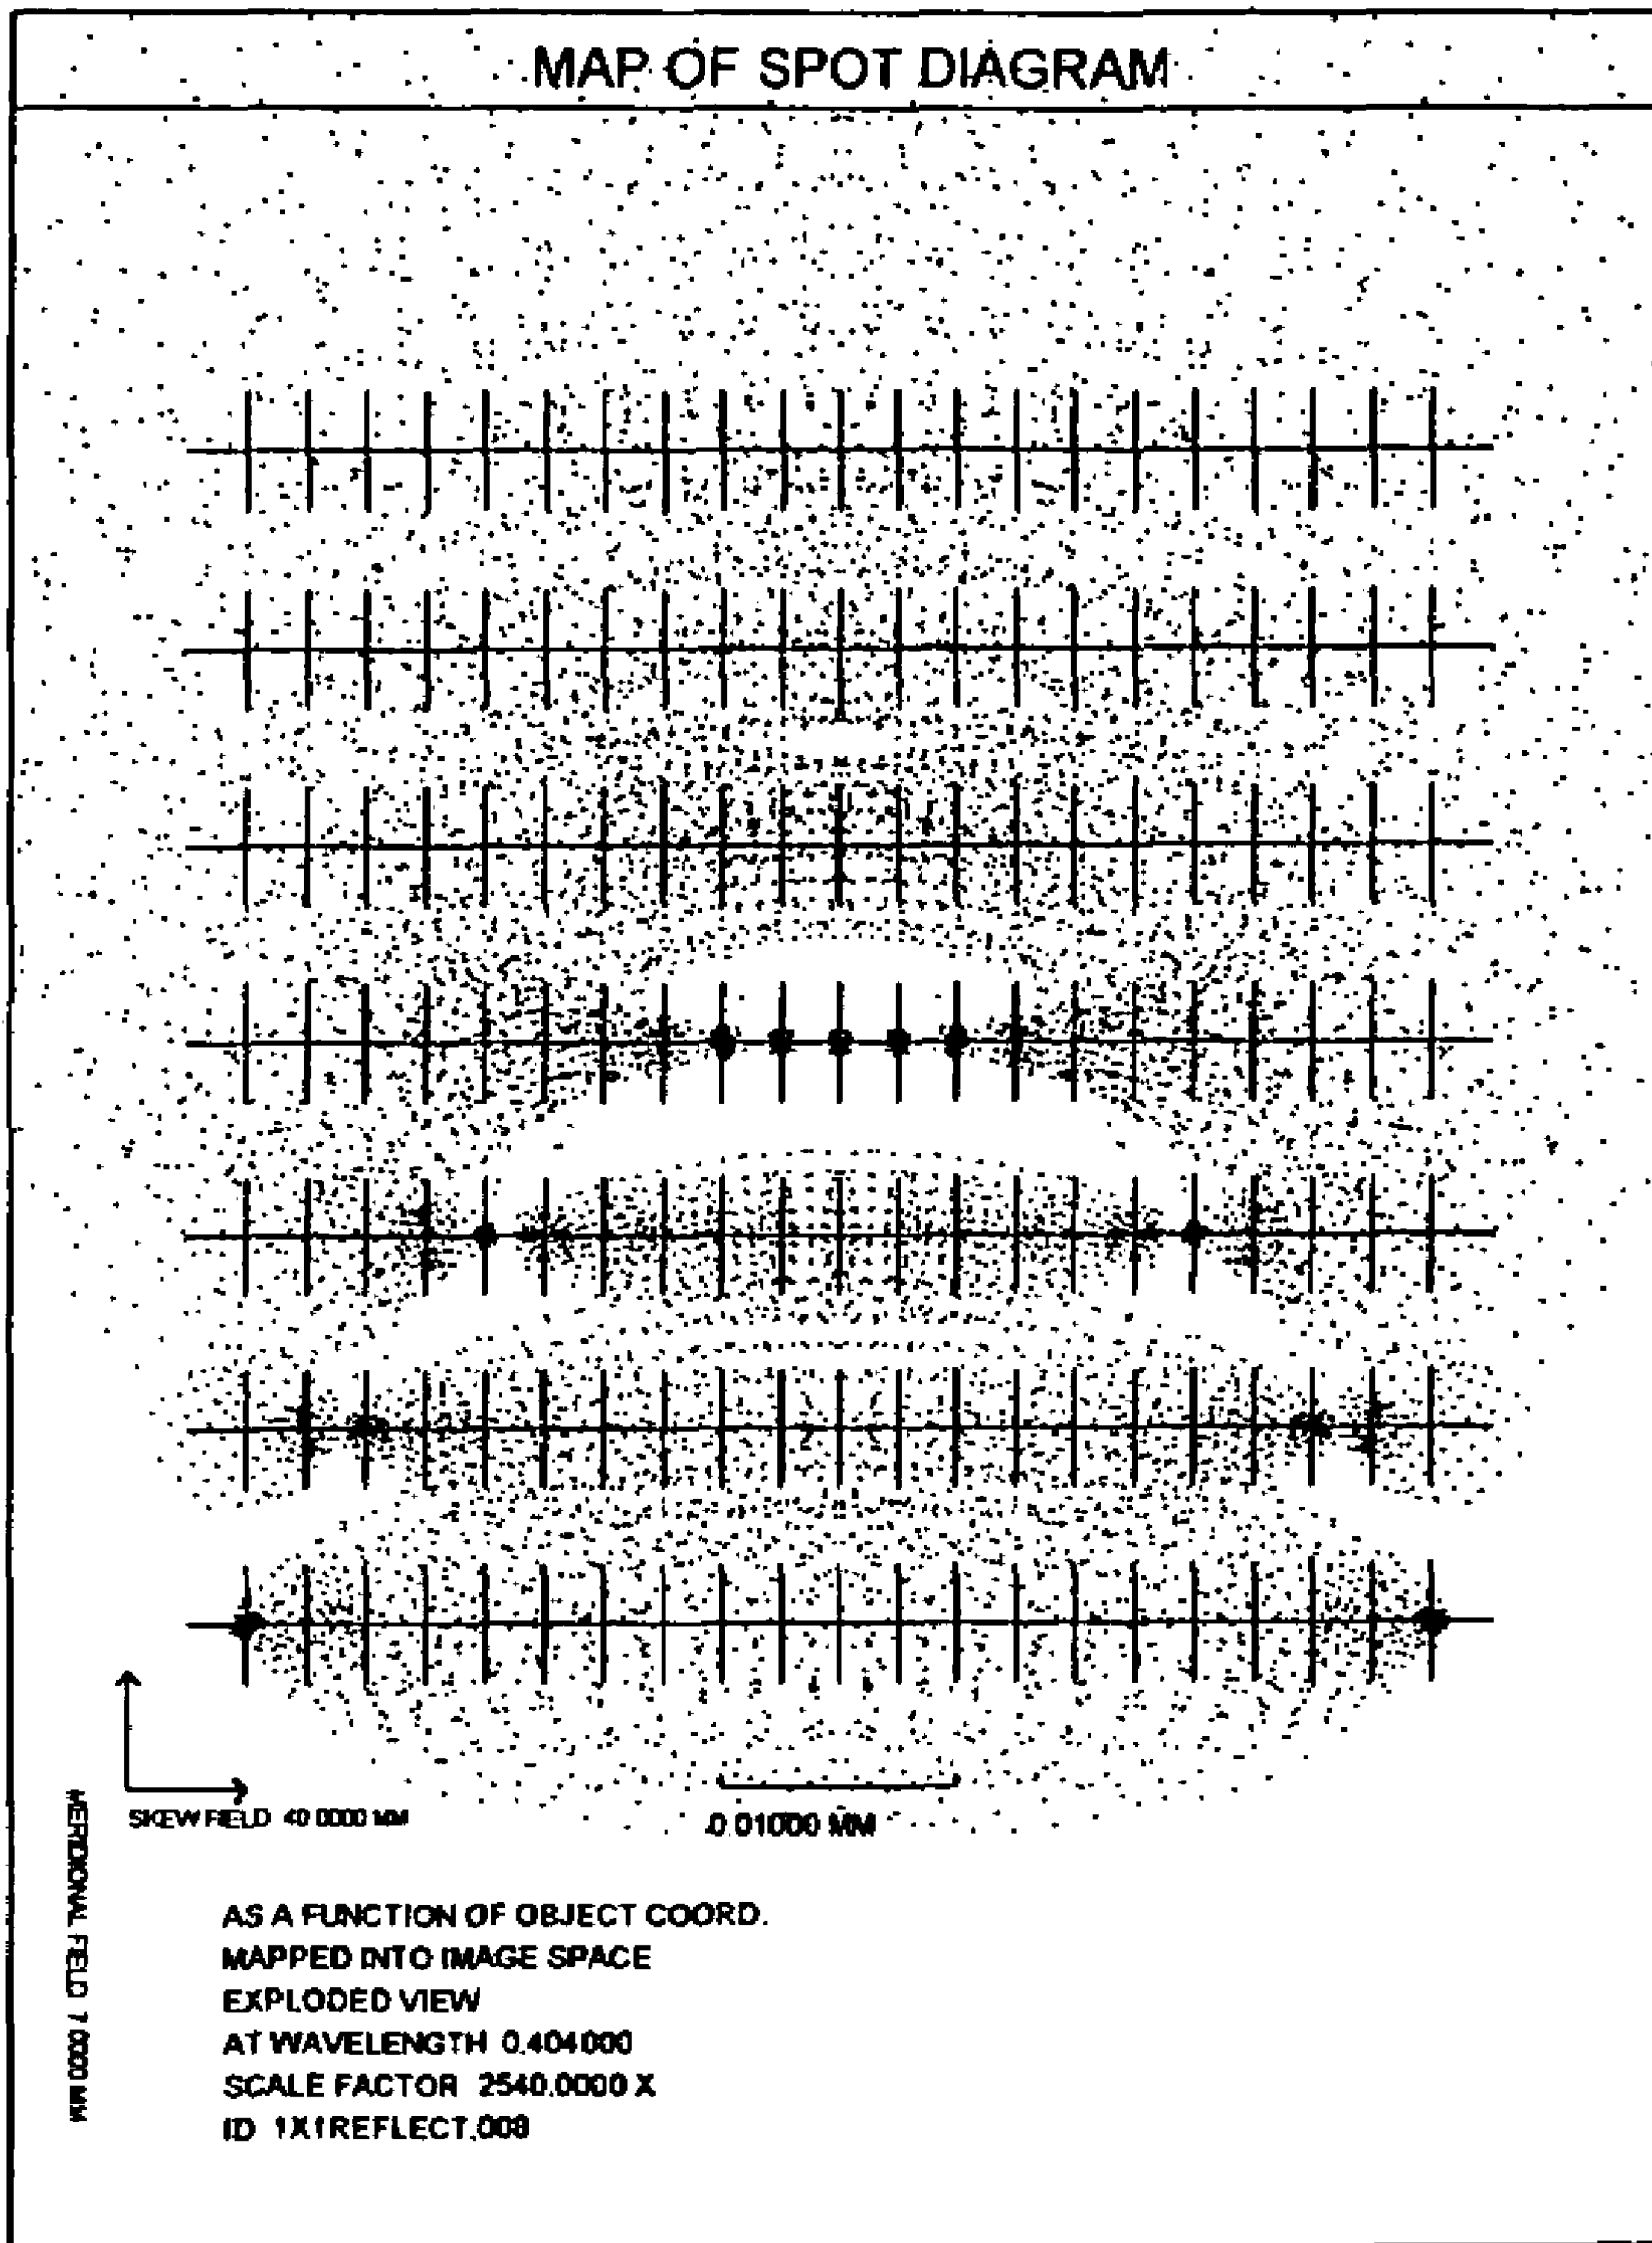 MAP OF SPOT DIAGRAM
SKEW FIELD 40.0000 MM
0.01000 MM
MERIDIONAL FIELD 7.0000 MM
AS A FUNCTION OF OBJECT COORD.
MAPPED INTO IMAGE SPACE
EXPLODED VIEW
AT WAVELENGTH 0.404000
SCALE FACTOR 2540.0000 X
ID 1X1REFLECT.008